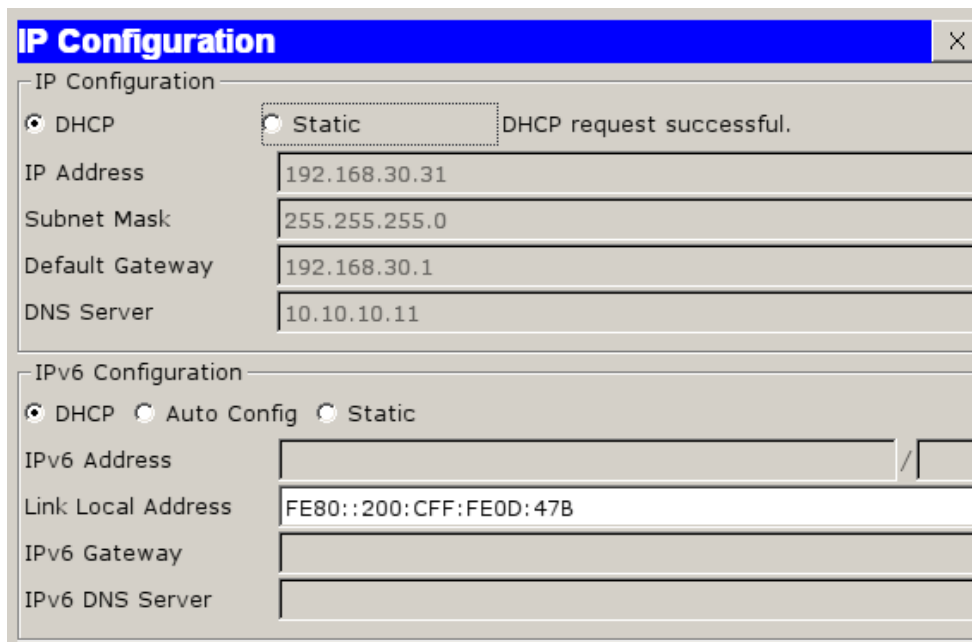 IP Configuration
IP Configuration
DHCP Static DHCP request successful.
IP Address 192.168.30.31
Subnet Mask 255.255.255.0
Default Gateway 192.168.30.1
DNS Server 10.10.10.11
IPv6 Configuration
DHCP Auto Config Static
IPv6 Address /
Link Local Address FE80::200:CFF:FE0D:47B
IPv6 Gateway
IPv6 DNS Server